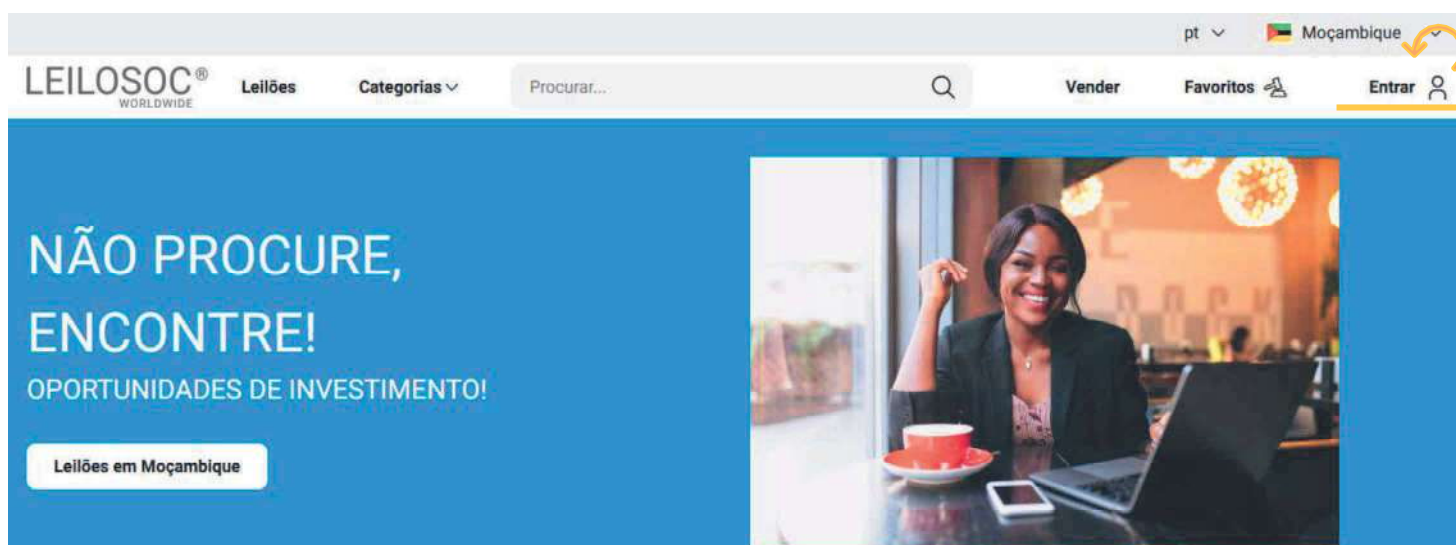 pt Moçambique
LEILOSOC®
WORLDWIDE
Leilões Categorias Procurar... Vender Favoritos Entrar
NÃO PROCURE,
ENCONTRE!
OPORTUNIDADES DE INVESTIMENTO!
Leilões em Moçambique